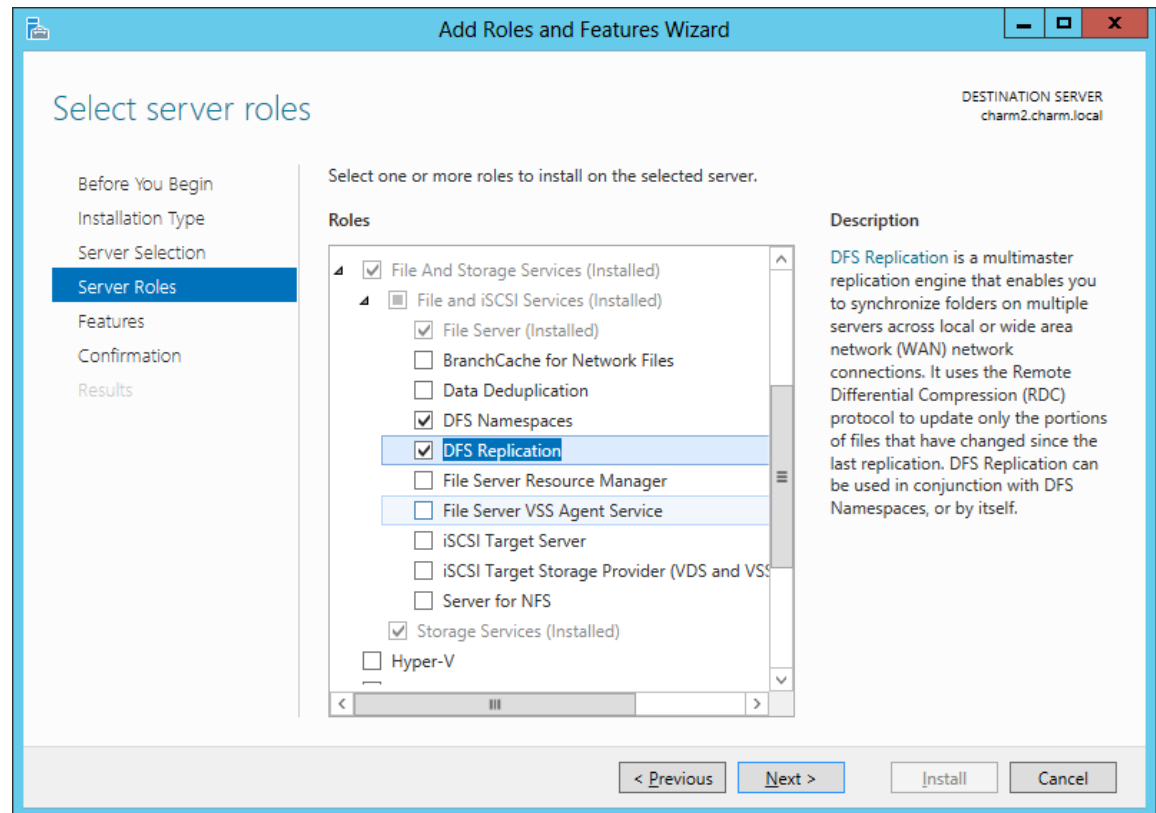 Add Roles and Features Wizard
Select server roles
DESTINATION SERVER
charm2.charm.local
Before You Begin
Installation Type
Server Selection
Server Roles
Features
Confirmation
Results
Select one or more roles to install on the selected server.
Roles
File And Storage Services (Installed)
File and iSCSI Services (Installed)
File Server (Installed)
BranchCache for Network Files
Data Deduplication
DFS Namespaces
DFS Replication
File Server Resource Manager
File Server VSS Agent Service
iSCSI Target Server
iSCSI Target Storage Provider (VDS and VSS
Server for NFS
Storage Services (Installed)
Hyper-V
Description
DFS Replication is a multimaster
replication engine that enables you
to synchronize folders on multiple
servers across local or wide area
network (WAN) network
connections. It uses the Remote
Differential Compression (RDC)
protocol to update only the portions
of files that have changed since the
last replication. DFS Replication can
be used in conjunction with DFS
Namespaces, or by itself.
< Previous
Next >
Install
Cancel